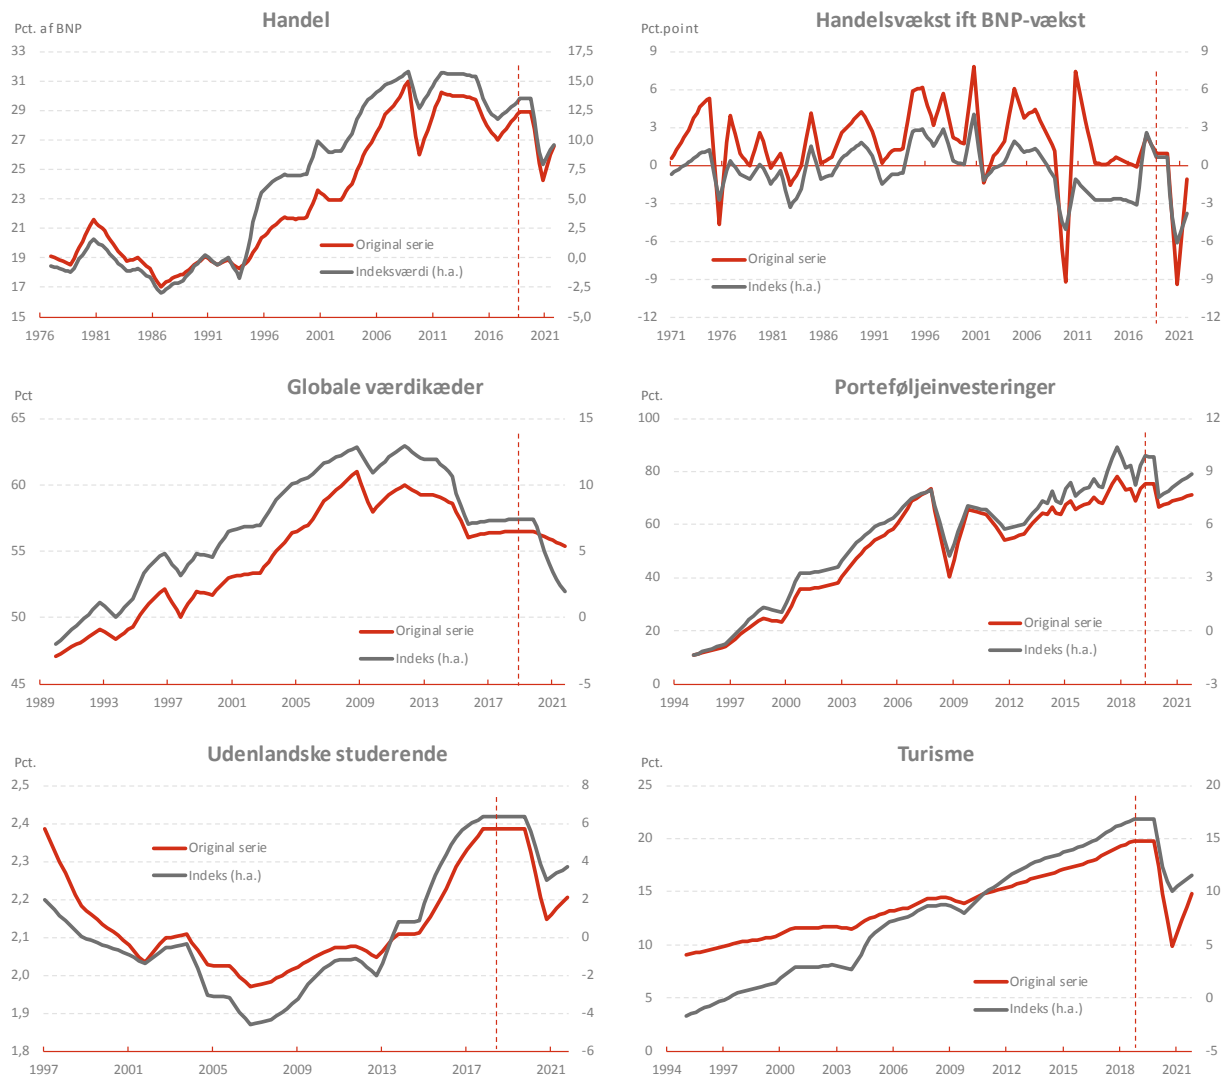 Handel
Pct. af BNP
33
31
29
27
25
23
21
19
17
15
17,5
15,0
12,5
10,0
7,5
5,0
2,5
0,0
-2,5
-5,0
Original serie
Indeksværdi (h.a.)
1976 1981 1986 1991 1996 2001 2006 2011 2016 2021
Handelsvækst ift BNP-vækst
Pct.point
9
6
3
0
-3
-6
-9
-12
9
6
3
0
-3
-6
-9
-12
Original serie
Indeks (h.a.)
1971 1976 1981 1986 1991 1996 2001 2006 2011 2016 2021
Globale værdikæder
Pct
65
60
55
50
45
15
10
5
0
-5
Original serie
Indeks (h.a.)
1989 1993 1997 2001 2005 2009 2013 2017 2021
Porteføljeinvesteringer
Pct.
100
80
60
40
20
0
12
9
6
3
0
-3
Original serie
Indeks (h.a.)
1994 1997 2000 2003 2006 2009 2012 2015 2018 2021
Udenlandske studerende
Pct.
2,5
2,4
2,3
2,2
2,1
2,0
1,9
1,8
8
6
4
2
0
-2
-4
-6
Original serie
Indeks (h.a.)
1997 2001 2005 2009 2013 2017 2021
Turisme
Pct.
25
20
15
10
5
0
20
15
10
5
0
-5
Original serie
Indeks (h.a.)
1994 1997 2000 2003 2006 2009 2012 2015 2018 2021